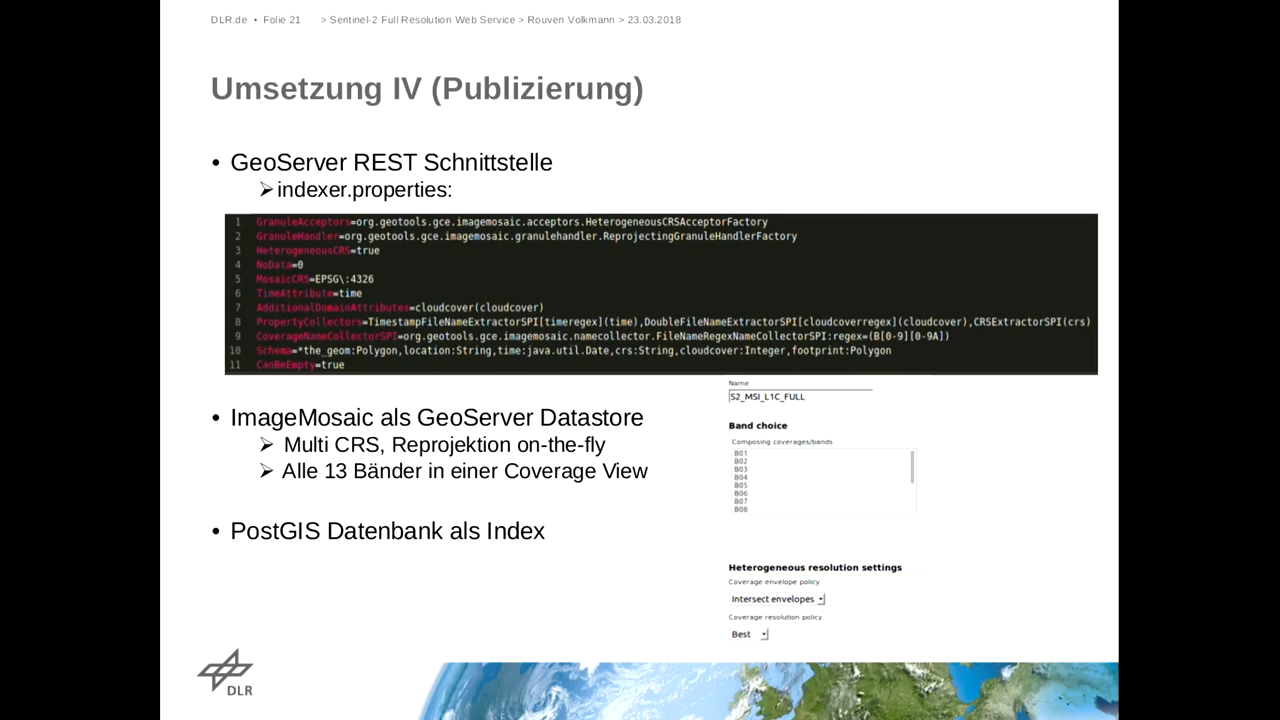 DLR.de • Folie 21 > Sentinel-2 Full Resolution Web Service > Rouven Volkmann > 23.03.2018
Umsetzung IV (Publizierung)
• GeoServer REST Schnittstelle
➢ indexer.properties:
1 GranuleAcceptors=org.geotools.gce.imagemosaic.acceptors.HeterogeneousCRSAcceptorFactory
2 GranuleHandler=org.geotools.gce.imagemosaic.granulehandler.ReprojectingGranuleHandlerFactory
3 HeterogeneousCRS=true
4 NoData=0
5 MosaicCRS=EPSG\:4326
6 TimeAttribute=time
7 AdditionalDomainAttributes=cloudcover(cloudcover)
8 PropertyCollectors=TimestampFileNameExtractorSPI[timeregex](time),DoubleFileNameExtractorSPI[cloudcoverregex](cloudcover),CRSExtractorSPI(crs)
9 CoverageNameCollectorSPI=org.geotools.gce.imagemosaic.namecollector.FileNameRegexNameCollectorSPI:regex=(B[0-9][0-9A])
10 Schema=*the_geom:Polygon,location:String,time:java.util.Date,crs:String,cloudcover:Integer,footprint:Polygon
11 CanBeEmpty=true
• ImageMosaic als GeoServer Datastore
➢ Multi CRS, Reprojektion on-the-fly
➢ Alle 13 Bänder in einer Coverage View
• PostGIS Datenbank als Index
Name
S2_MSI_L1C_FULL
Band choice
Composing coverages/bands
B01
B02
B03
B04
B05
B06
B07
B08
Heterogeneous resolution settings
Coverage envelope policy
Intersect envelopes
Coverage resolution policy
Best
DLR